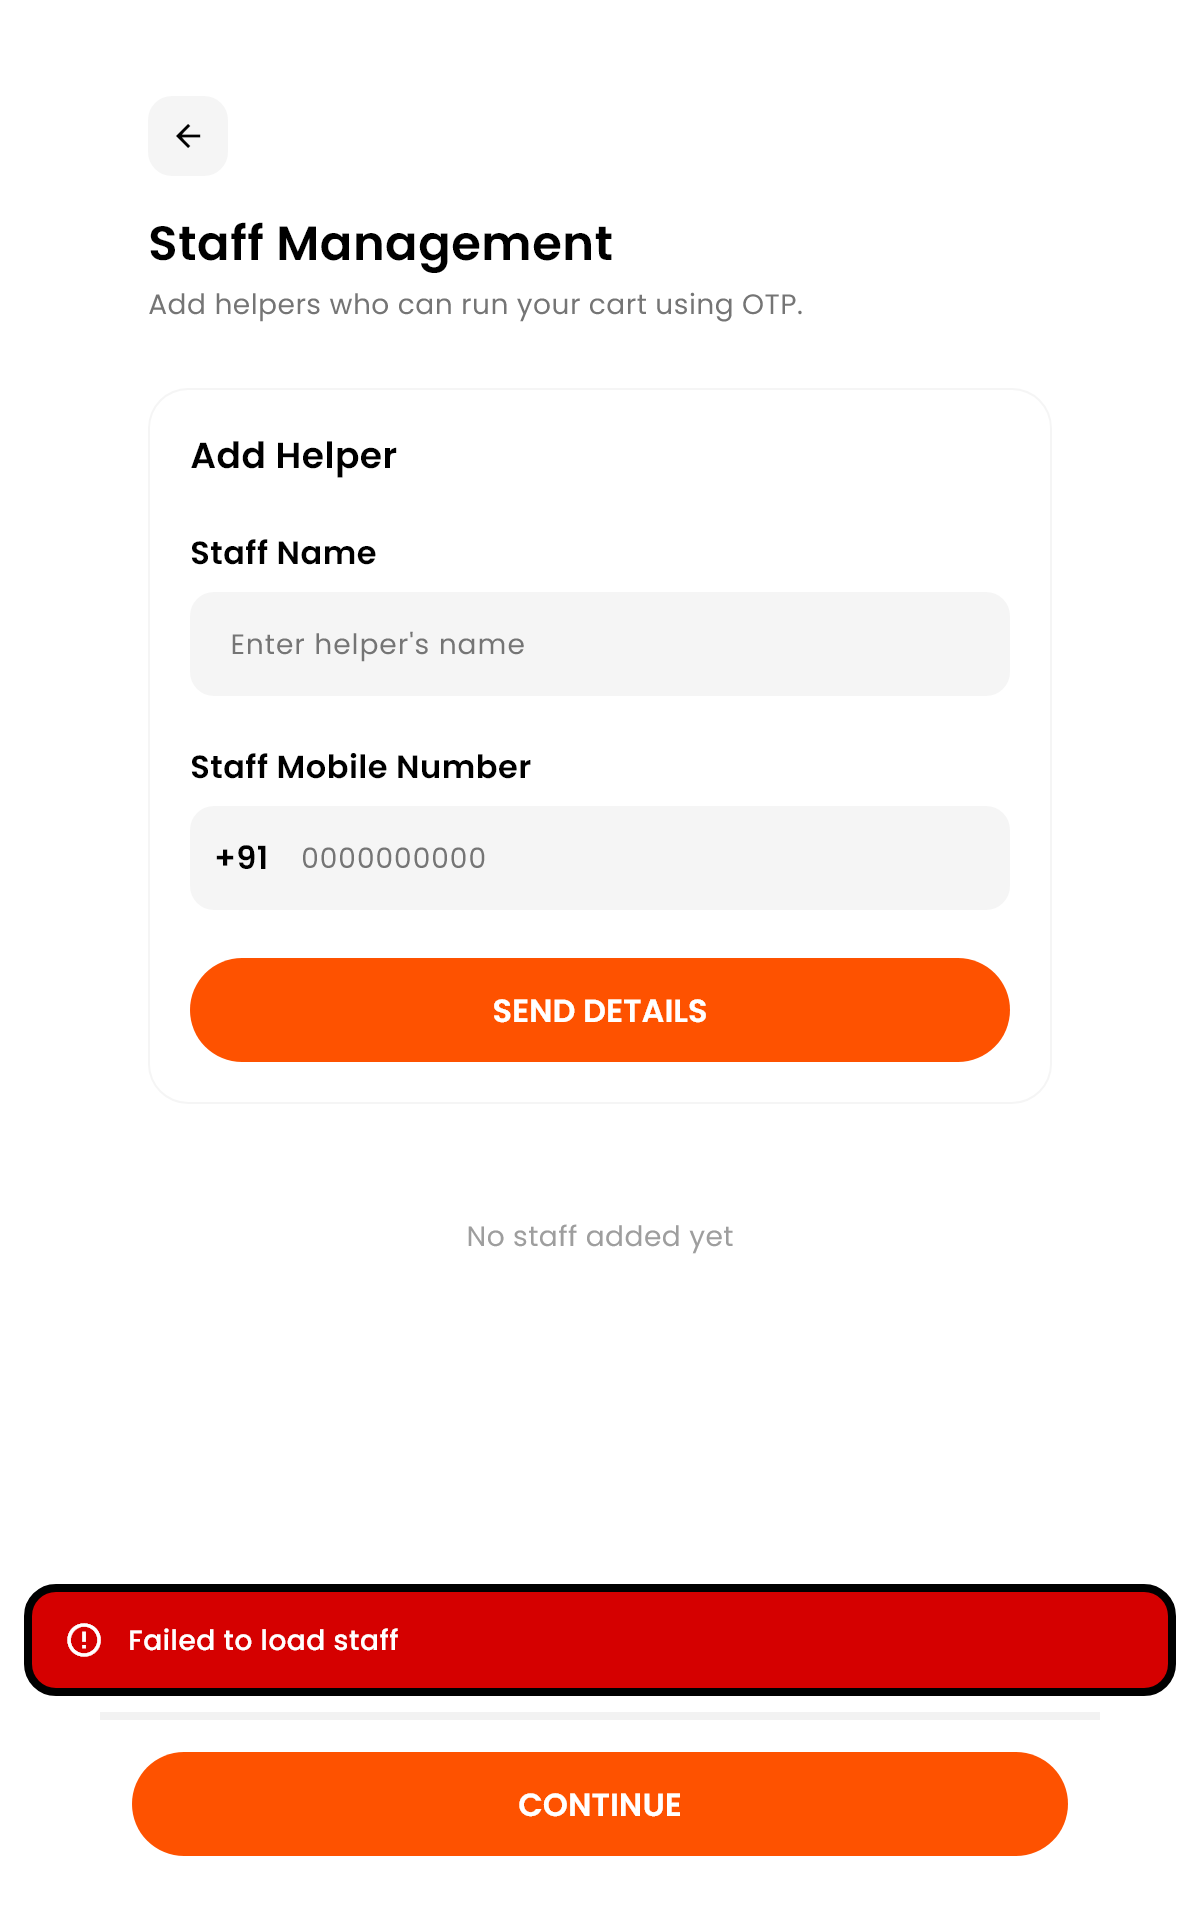 Staff Management
Add helpers who can run your cart using OTP.
Add Helper
Staff Name
Enter helper's name
Staff Mobile Number
+91 0000000000
SEND DETAILS
No staff added yet
Failed to load staff
CONTINUE